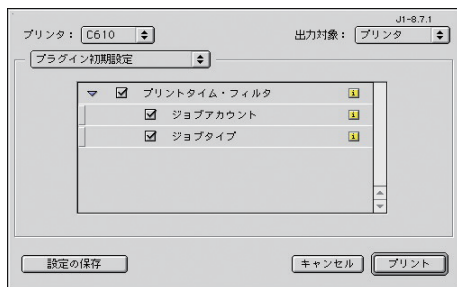 J1-8.7.1
プリンタ： C610 出力対象： プリンタ
プラグイン初期設定
プリントタイム・フィルタ
ジョブアカウント
ジョブタイプ
設定の保存 キャンセル プリント